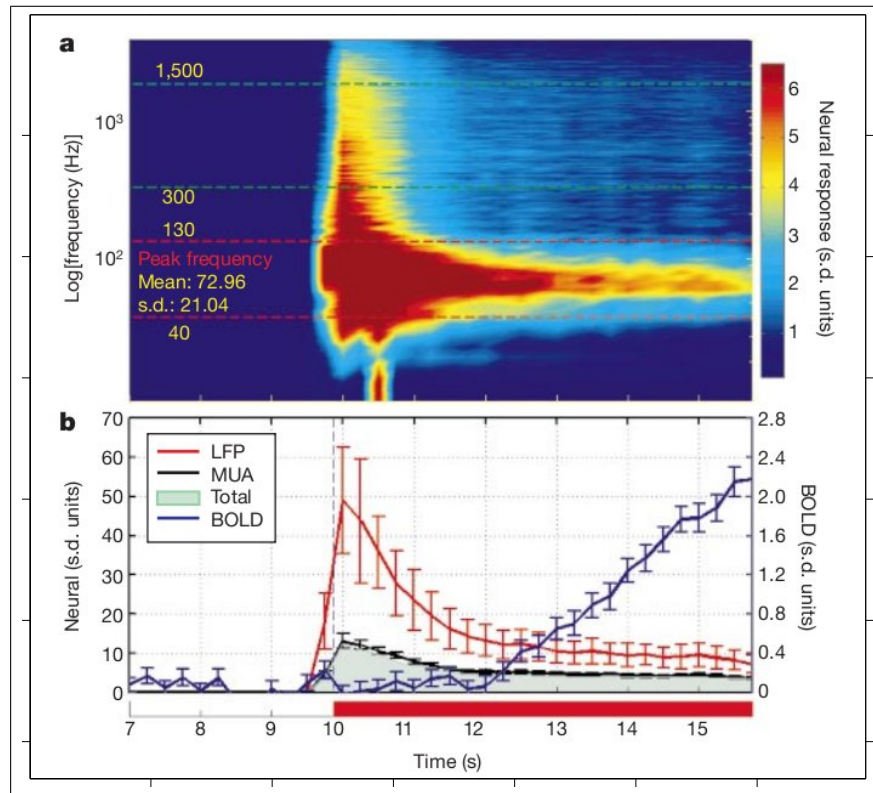 a
1,500
10³
300
130
10²
Peak frequency
Mean: 72.96
s.d.: 21.04
40
Log[frequency (Hz)]
6
5
4
3
2
1
Neural response (s.d. units)
b
70
60
50
40
30
20
10
0
Neural (s.d. units)
LFP
MUA
Total
BOLD
2.8
2.4
2.0
1.6
1.2
0.8
0.4
0
BOLD (s.d. units)
7 8 9 10 11 12 13 14 15
Time (s)